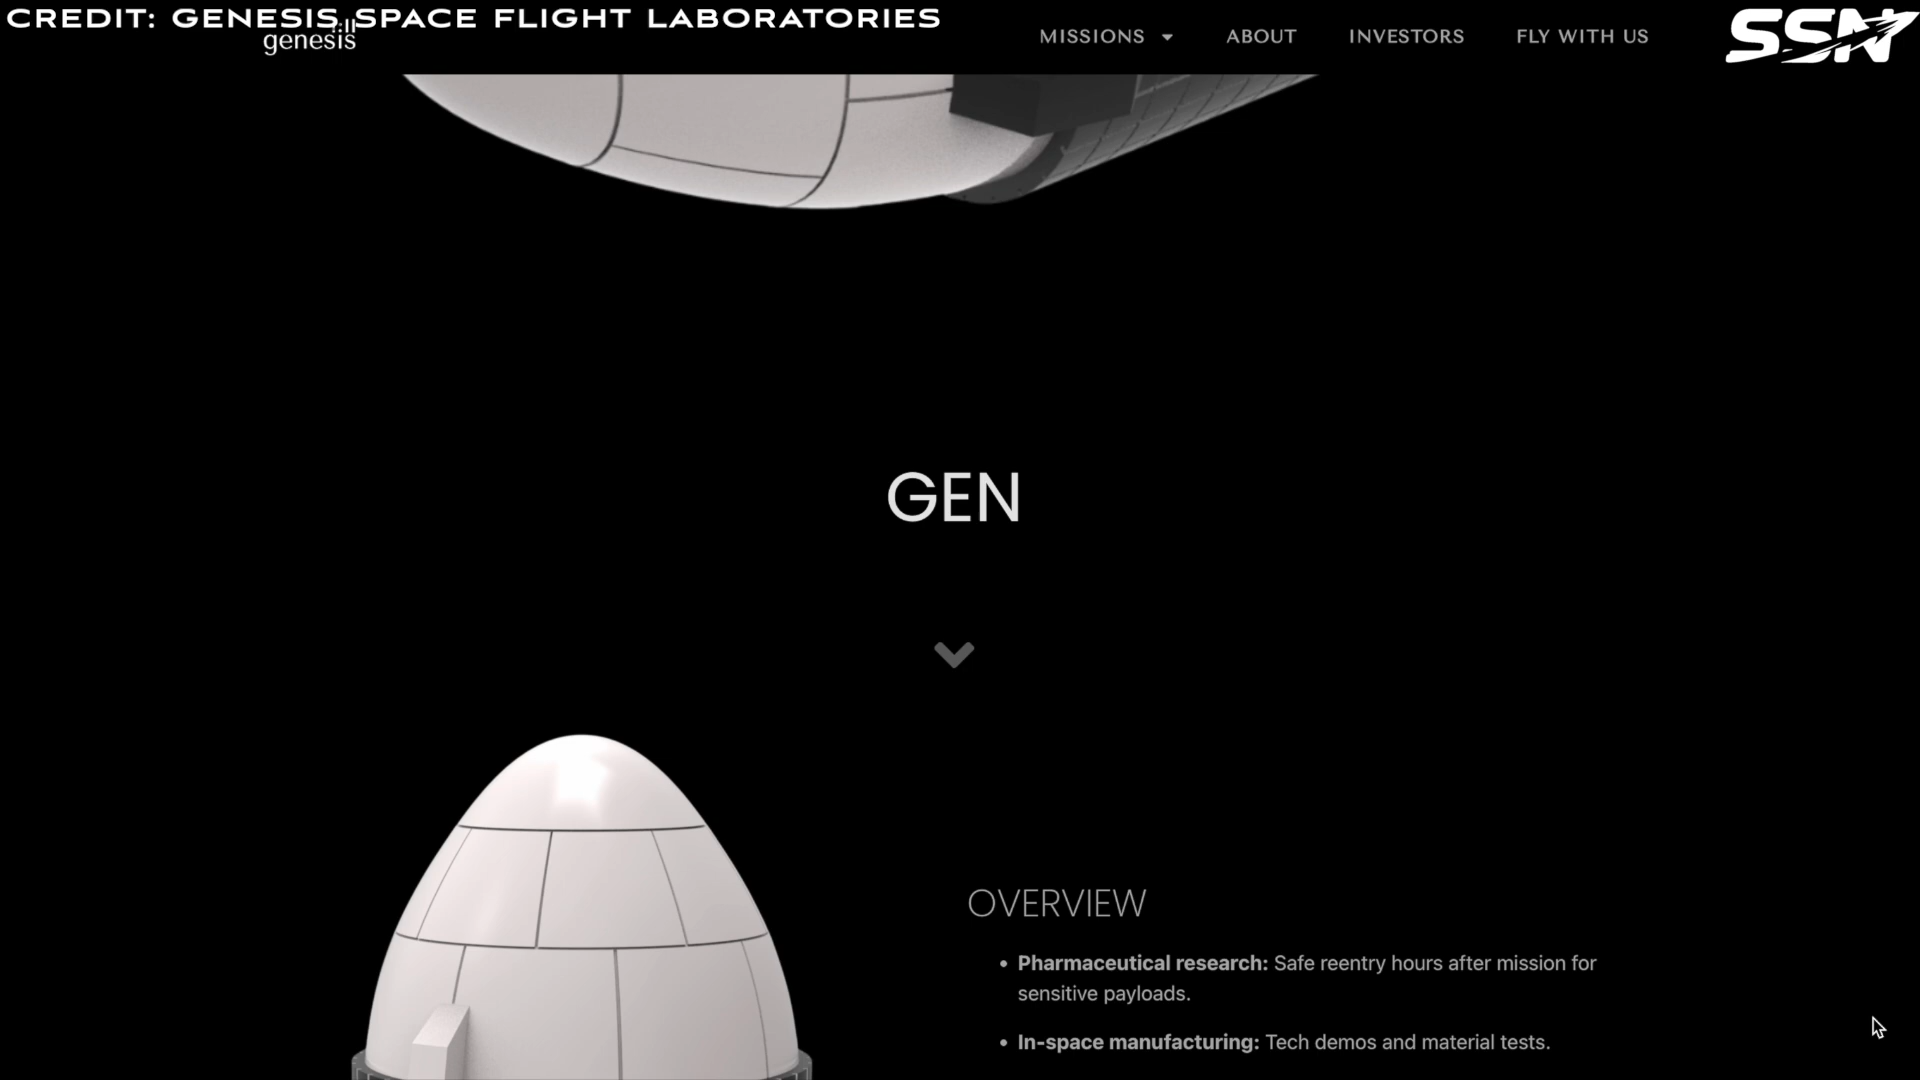 CREDIT: GENESIS SPACE FLIGHT LABORATORIES
genesis
MISSIONS
ABOUT
INVESTORS
FLY WITH US
SSN
GEN
OVERVIEW
• Pharmaceutical research: Safe reentry hours after mission for
sensitive payloads.
• In-space manufacturing: Tech demos and material tests.